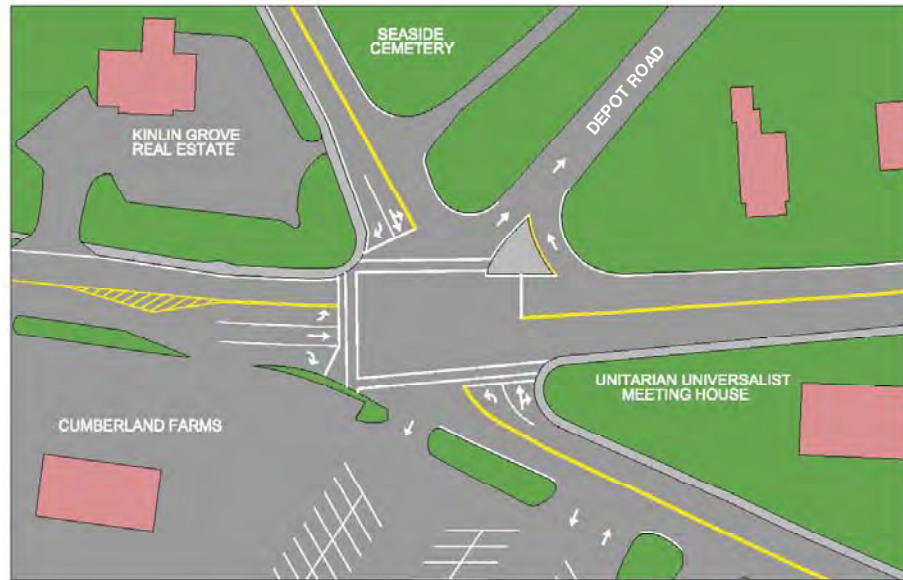 SEASIDE
CEMETERY
DEPOT ROAD
KINLIN GROVE
REAL ESTATE
UNITARIAN UNIVERSALIST
MEETING HOUSE
CUMBERLAND FARMS